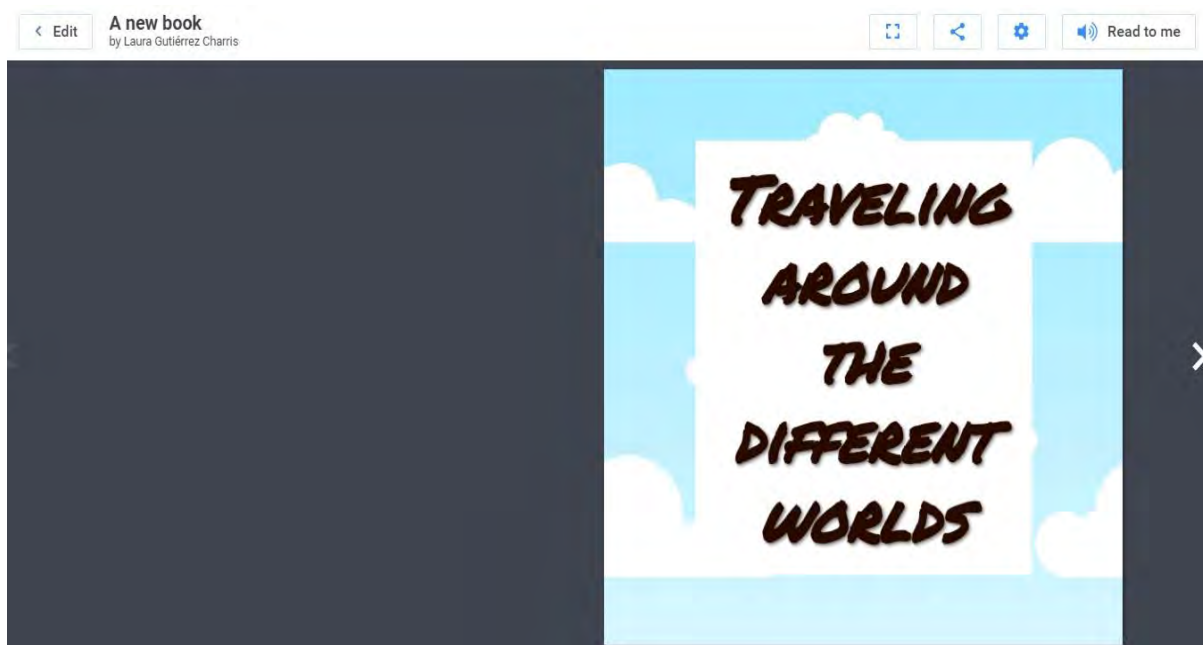 Edit
A new book
by Laura Gutiérrez Charris
Read to me
TRAVELING
AROUND
THE
DIFFERENT
WORLDS